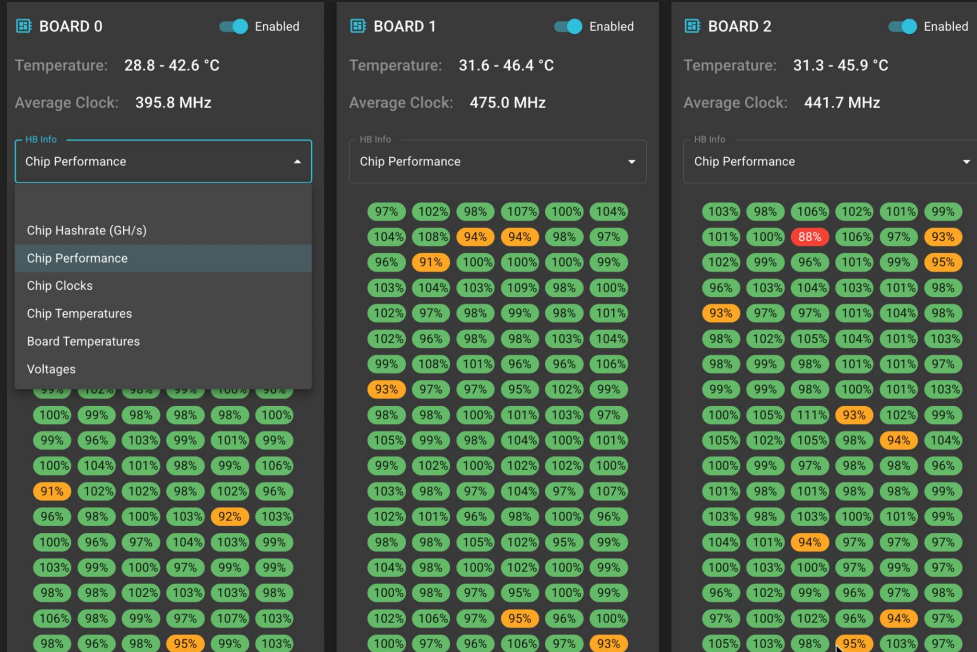 BOARD 0
Enabled
Temperature: 28.8 - 42.6 °C
Average Clock: 395.8 MHz
HB Info
Chip Performance
Chip Hashrate (GH/s)
Chip Performance
Chip Clocks
Chip Temperatures
Board Temperatures
Voltages
100% 99% 98% 98% 98% 100%
99% 96% 103% 99% 101% 99%
100% 104% 101% 98% 99% 106%
91% 102% 102% 98% 102% 96%
96% 98% 100% 103% 92% 103%
100% 96% 97% 104% 103% 99%
103% 99% 100% 97% 99% 99%
98% 98% 102% 103% 103% 98%
106% 98% 99% 97% 107% 103%
98% 96% 98% 95% 99% 103%
BOARD 1
Enabled
Temperature: 31.6 - 46.4 °C
Average Clock: 475.0 MHz
HB Info
Chip Performance
97% 102% 98% 107% 100% 104%
104% 108% 94% 94% 98% 97%
96% 91% 100% 100% 100% 99%
103% 104% 103% 109% 98% 100%
102% 97% 98% 99% 98% 101%
102% 96% 98% 98% 103% 104%
99% 108% 101% 96% 96% 106%
93% 97% 97% 95% 102% 99%
98% 98% 100% 101% 103% 97%
105% 99% 98% 104% 100% 101%
99% 102% 100% 102% 102% 100%
103% 98% 97% 104% 97% 107%
102% 101% 96% 98% 100% 96%
98% 98% 105% 102% 95% 99%
104% 98% 100% 102% 100% 99%
100% 98% 97% 95% 100% 99%
102% 106% 97% 95% 96% 100%
100% 97% 96% 106% 97% 93%
BOARD 2
Enabled
Temperature: 31.3 - 45.9 °C
Average Clock: 441.7 MHz
HB Info
Chip Performance
103% 98% 106% 102% 101% 99%
101% 100% 88% 106% 97% 93%
102% 99% 96% 101% 99% 95%
96% 103% 104% 103% 101% 98%
93% 97% 97% 101% 104% 98%
98% 102% 105% 104% 101% 103%
98% 99% 98% 101% 101% 97%
99% 99% 98% 100% 101% 103%
100% 105% 111% 93% 102% 99%
105% 102% 105% 98% 94% 104%
100% 99% 97% 98% 98% 96%
101% 98% 101% 98% 98% 99%
103% 98% 103% 100% 101% 99%
104% 101% 94% 97% 97% 97%
100% 103% 100% 97% 99% 97%
96% 102% 99% 96% 97% 98%
97% 100% 102% 96% 94% 97%
105% 103% 98% 95% 103% 97%